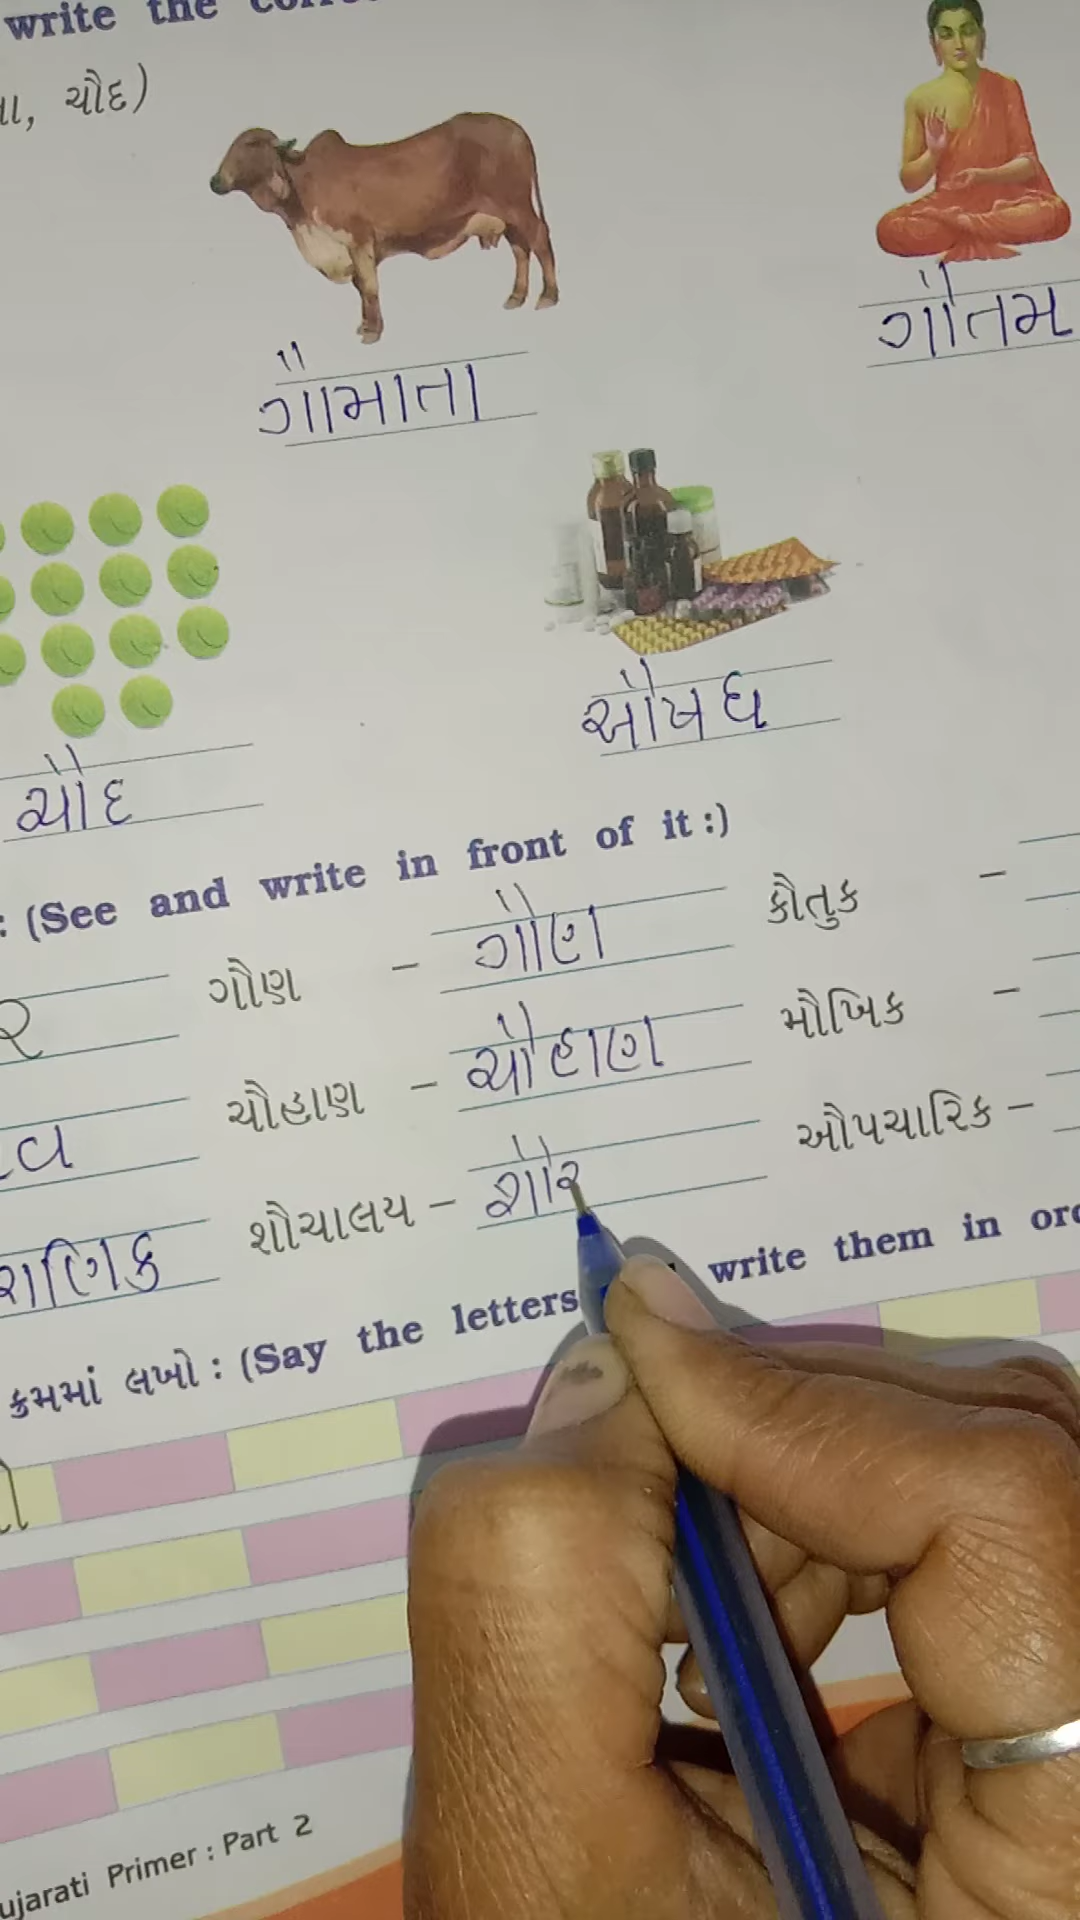 write the
ચૌદ)
ગૌમાતા
ગૌતમ
ચૌદ
ઔષધ
: (See and write in front of it :)
ર ગૌણ - ગૌણ કૌતુક -
વ ચૌહાણ - ચૌહાણ મૌખિક -
ણિક શૌચાલય - શૌ ઔપચારિક -
ક્રમમાં લખો : (Say the letters write them in
Primer : Part 2